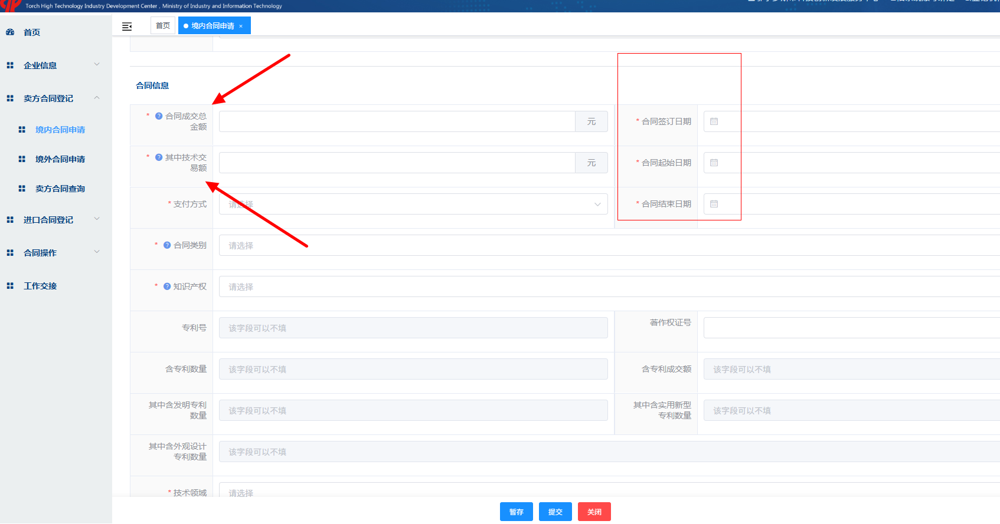 Torch High Technology Industry Development Center , Ministry of Industry and Information Technology
首页
企业信息
卖方合同登记
境内合同申请
境外合同申请
卖方合同查询
进口合同登记
合同操作
工作交接
首页
境内合同申请 ×
合同信息
* ? 合同成交总
金额
元
* 合同签订日期
* ? 其中技术交
易额
元
* 合同起始日期
* 支付方式
请选择
* 合同结束日期
* ? 合同类别
请选择
* ? 知识产权
请选择
专利号
该字段可以不填
著作权证号
含专利数量
该字段可以不填
含专利成交额
该字段可以不填
其中含发明专利
数量
该字段可以不填
其中含实用新型
专利数量
该字段可以不填
其中含外观设计
专利数量
该字段可以不填
* 技术领域
请选择
暂存
提交
关闭